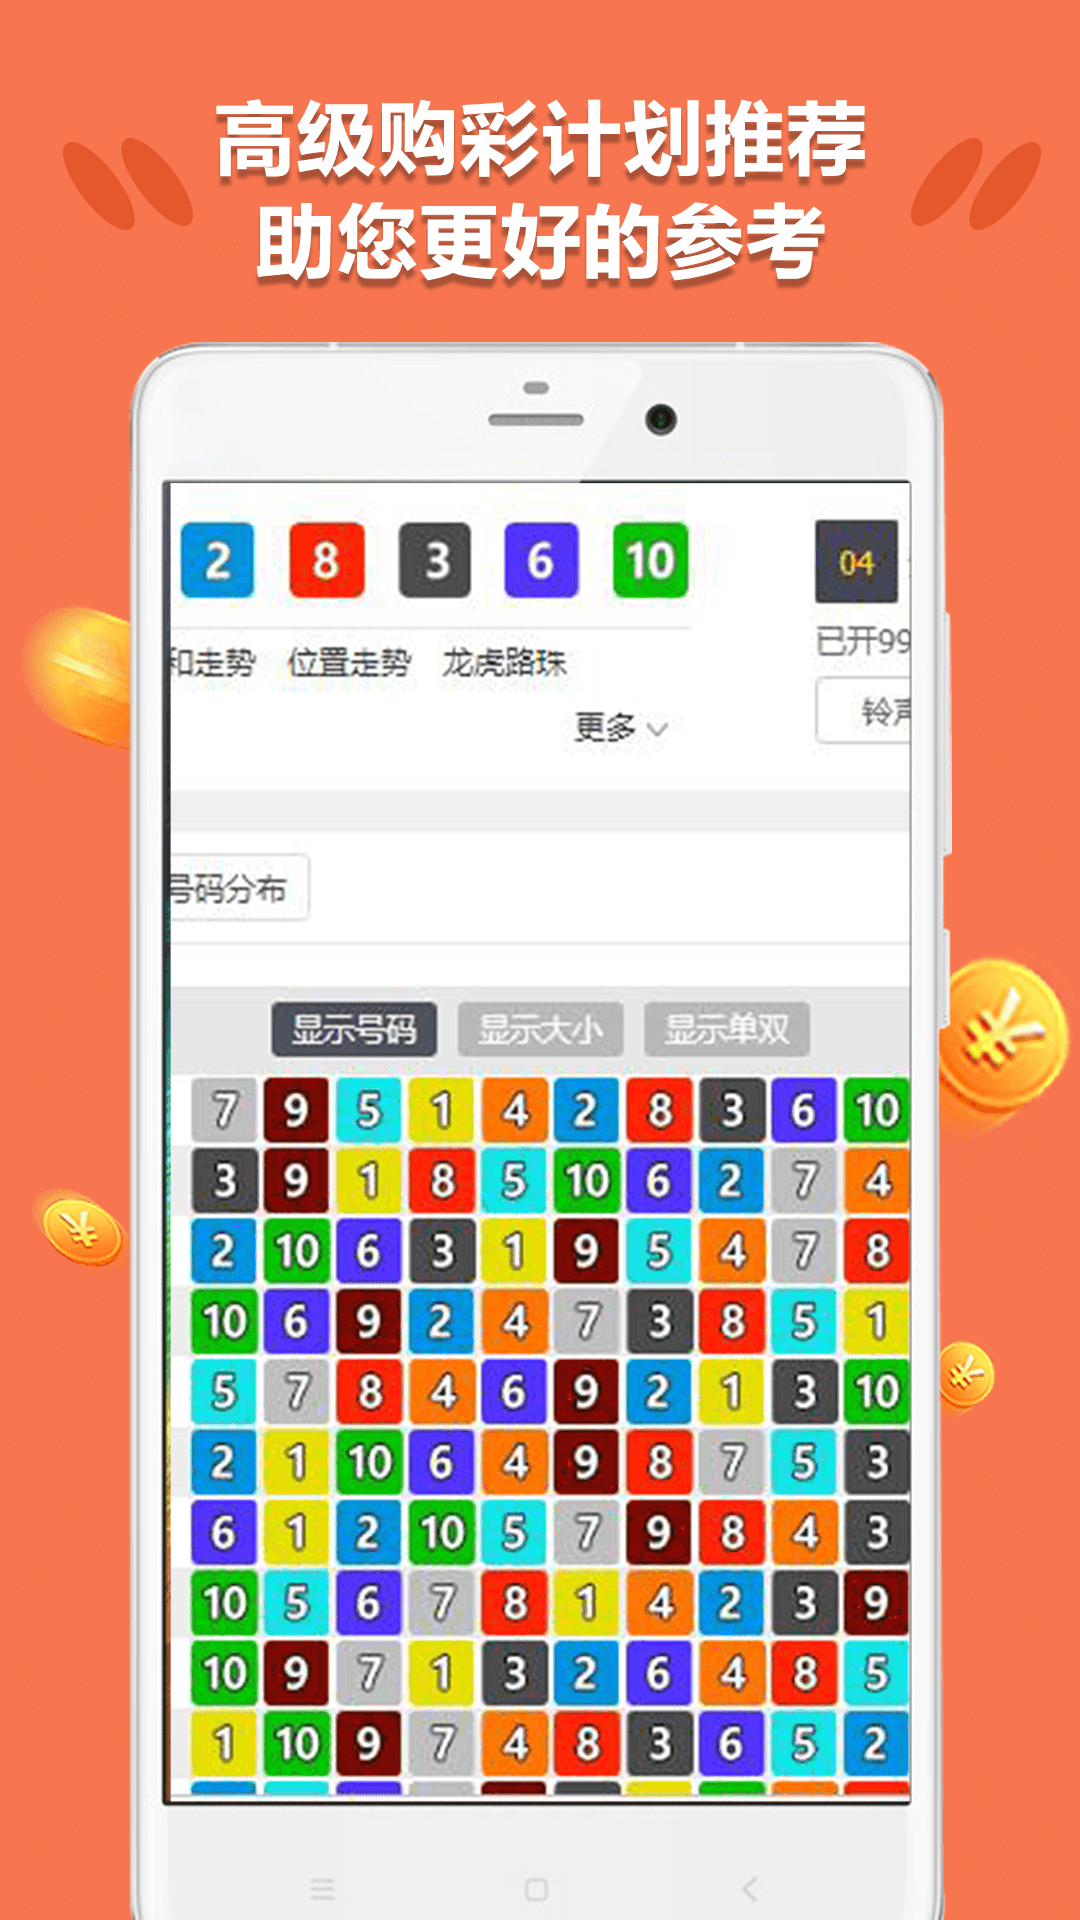 高级购彩计划推荐
助您更好的参考
2 8 3 6 10 04
和走势 位置走势 龙虎路珠 已开99
更多 铃声
号码分布
显示号码 显示大小 显示单双
7 9 5 1 4 2 8 3 6 10
3 9 1 8 5 10 6 2 7 4
2 10 6 3 1 9 5 4 7 8
10 6 9 2 4 7 3 8 5 1
5 7 8 4 6 9 2 1 3 10
2 1 10 6 4 9 8 7 5 3
6 1 2 10 5 7 9 8 4 3
10 5 6 7 8 1 4 2 3 9
10 9 7 1 3 2 6 4 8 5
1 10 9 7 4 8 3 6 5 2